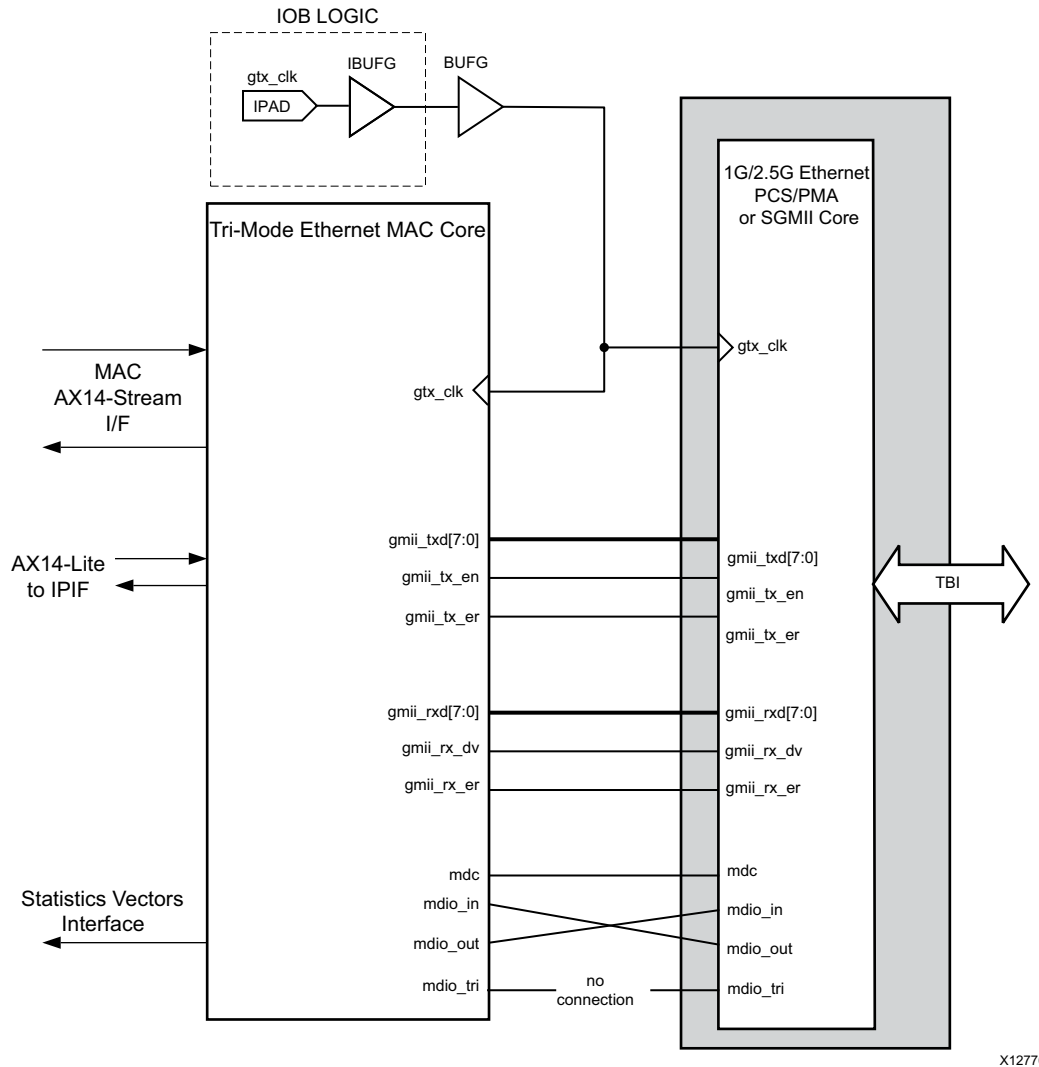 IOB LOGIC
gtx_clk
IBUFG
BUFG
IPAD
1G/2.5G Ethernet
PCS/PMA
or SGMII Core
Tri-Mode Ethernet MAC Core
gtx_clk
MAC
AX14-Stream
I/F
gtx_clk
gmii_txd[7:0]
gmii_txd[7:0]
AX14-Lite
to IPIF
gmii_tx_en
gmii_tx_en
TBI
gmii_tx_er
gmii_tx_er
gmii_rxd[7:0]
gmii_rxd[7:0]
gmii_rx_dv
gmii_rx_dv
gmii_rx_er
gmii_rx_er
mdc
mdc
Statistics Vectors
Interface
mdio_in
mdio_in
mdio_out
mdio_out
mdio_tri
no
connection
mdio_tri